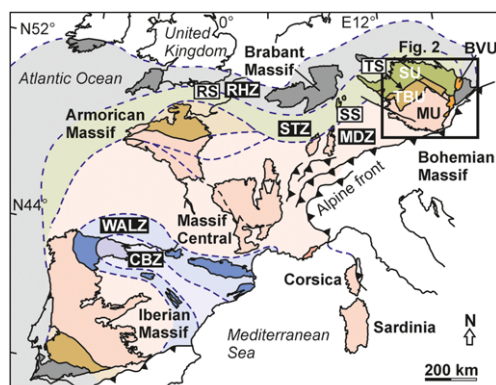 N52°
United
Kingdom
0°
E12°
Brabant
Massif
Fig. 2
BVU
TS
SU
TBU
MU
Atlantic Ocean
RS
RHZ
Armorican
Massif
STZ
SS
MDZ
Bohemian
Massif
Alpine front
N44°
WALZ
Massif
Central
CBZ
Corsica
Iberian
Massif
Sardinia
Mediterranean
Sea
N
200 km